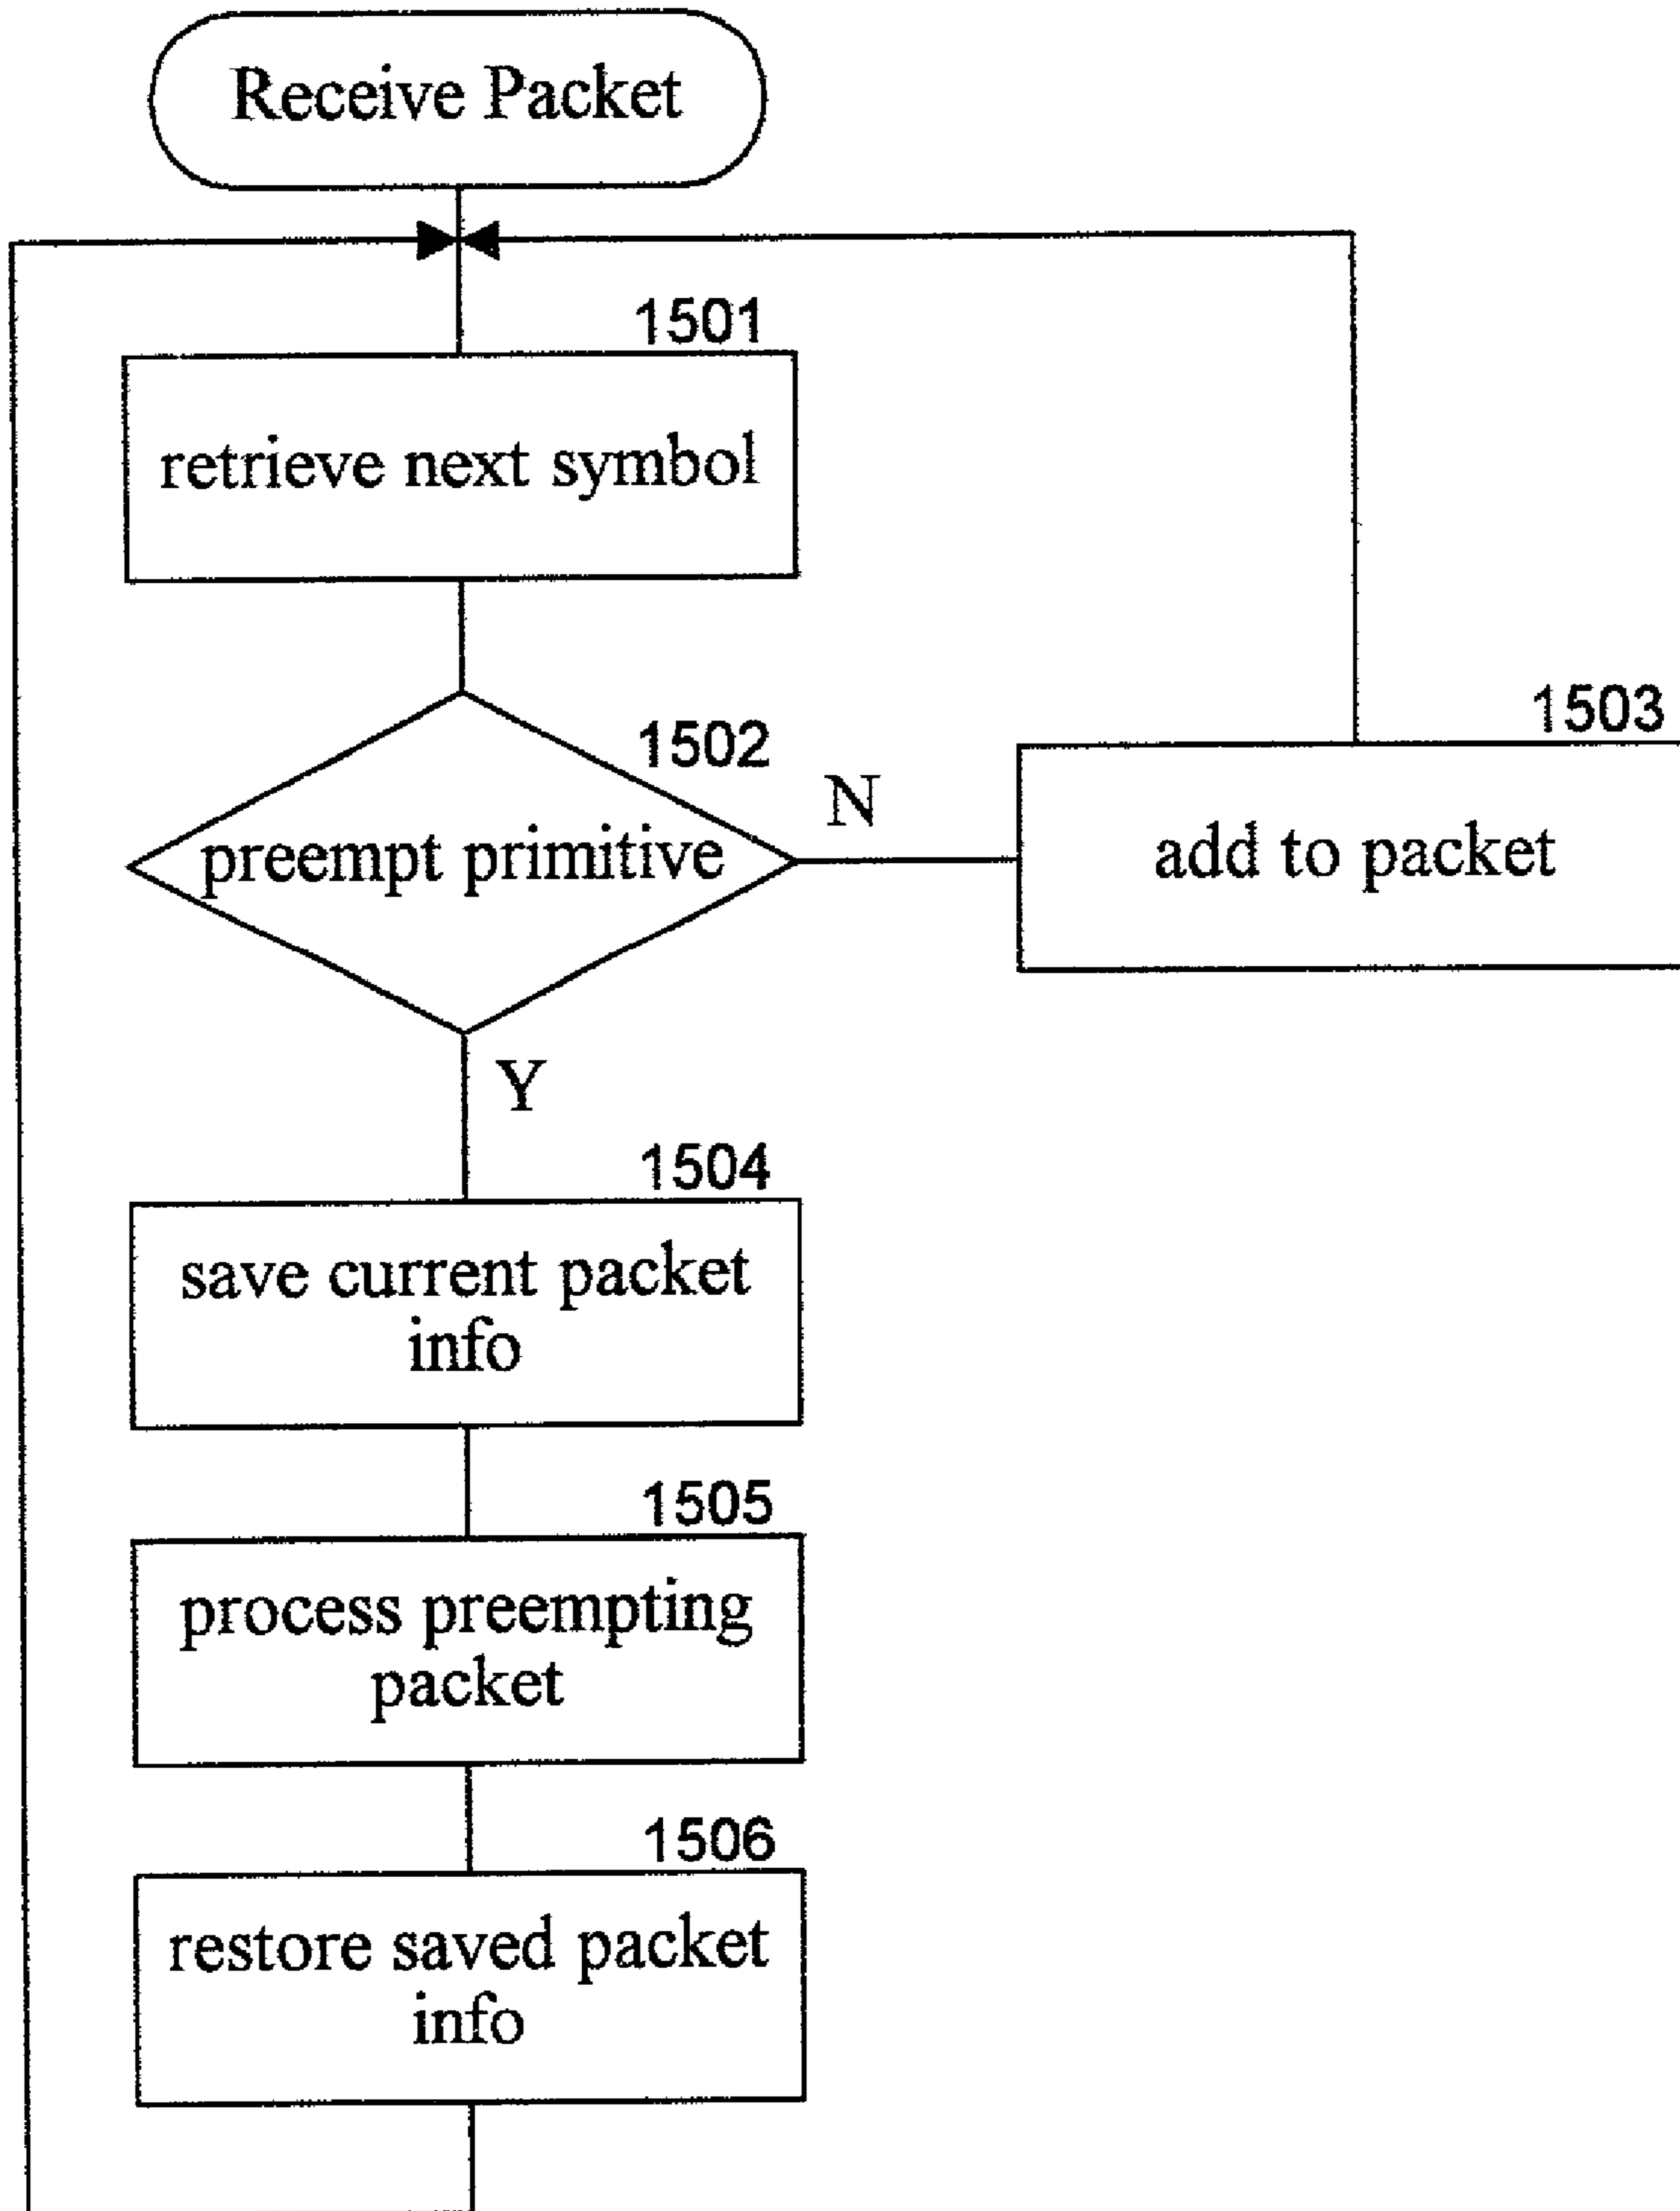 Receive Packet
1501
retrieve next symbol
1502
preempt primitive
N
1503
add to packet
Y
1504
save current packet
info
1505
process preempting
packet
1506
restore saved packet
info